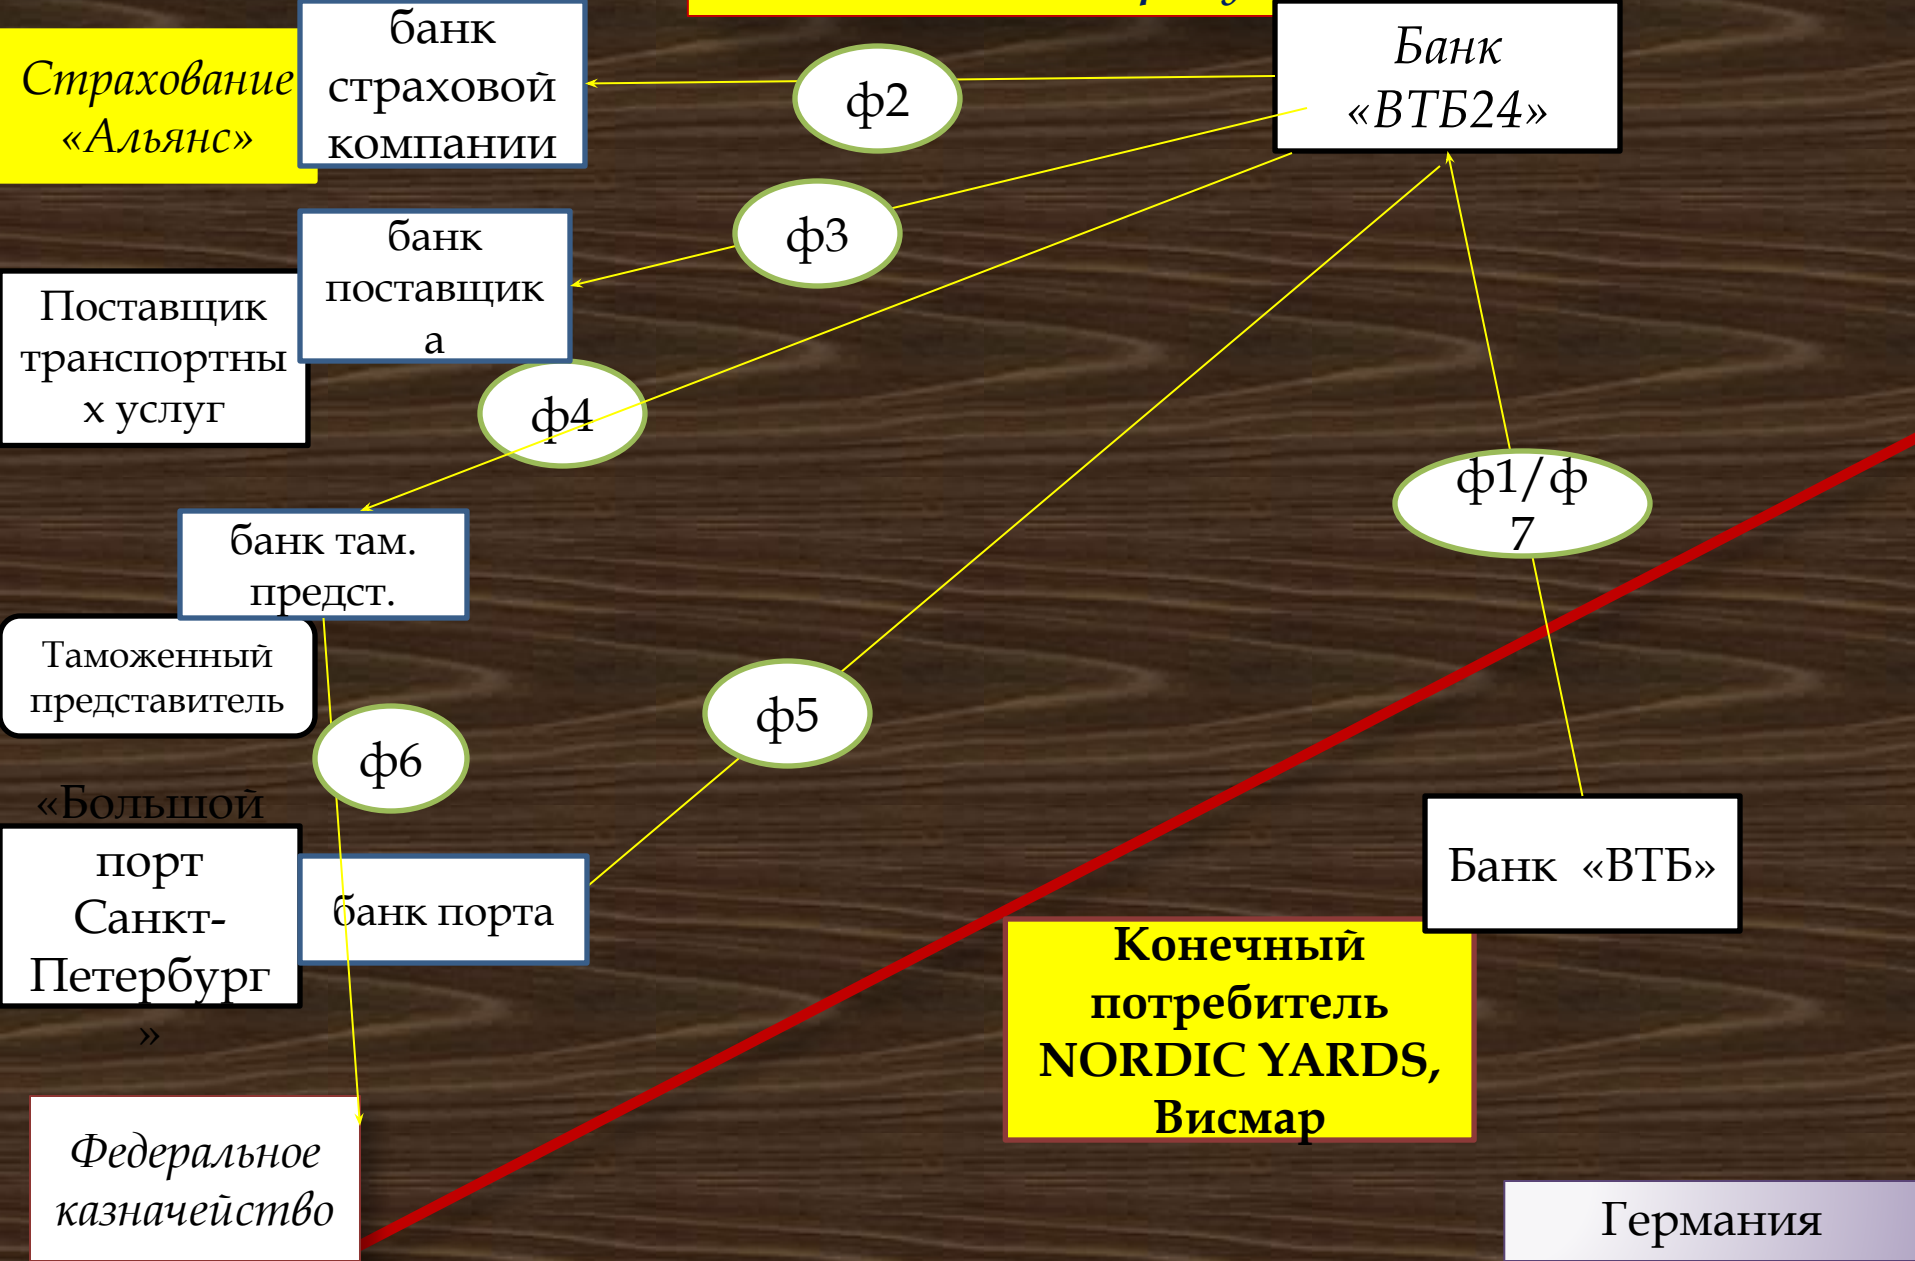 Страхование
«Альянс»
банк
страховой
компании
ф2
Банк
«ВТБ24»
ф3
банк
поставщик
а
Поставщик
транспортны
х услуг
ф4
ф1/ф
7
банк там.
предст.
Таможенный
представитель
ф5
ф6
«Большой
порт
Санкт-
Петербург
»
банк порта
Банк «ВТБ»
Конечный
потребитель
NORDIC YARDS,
Висмар
Федеральное
казначейство
Германия